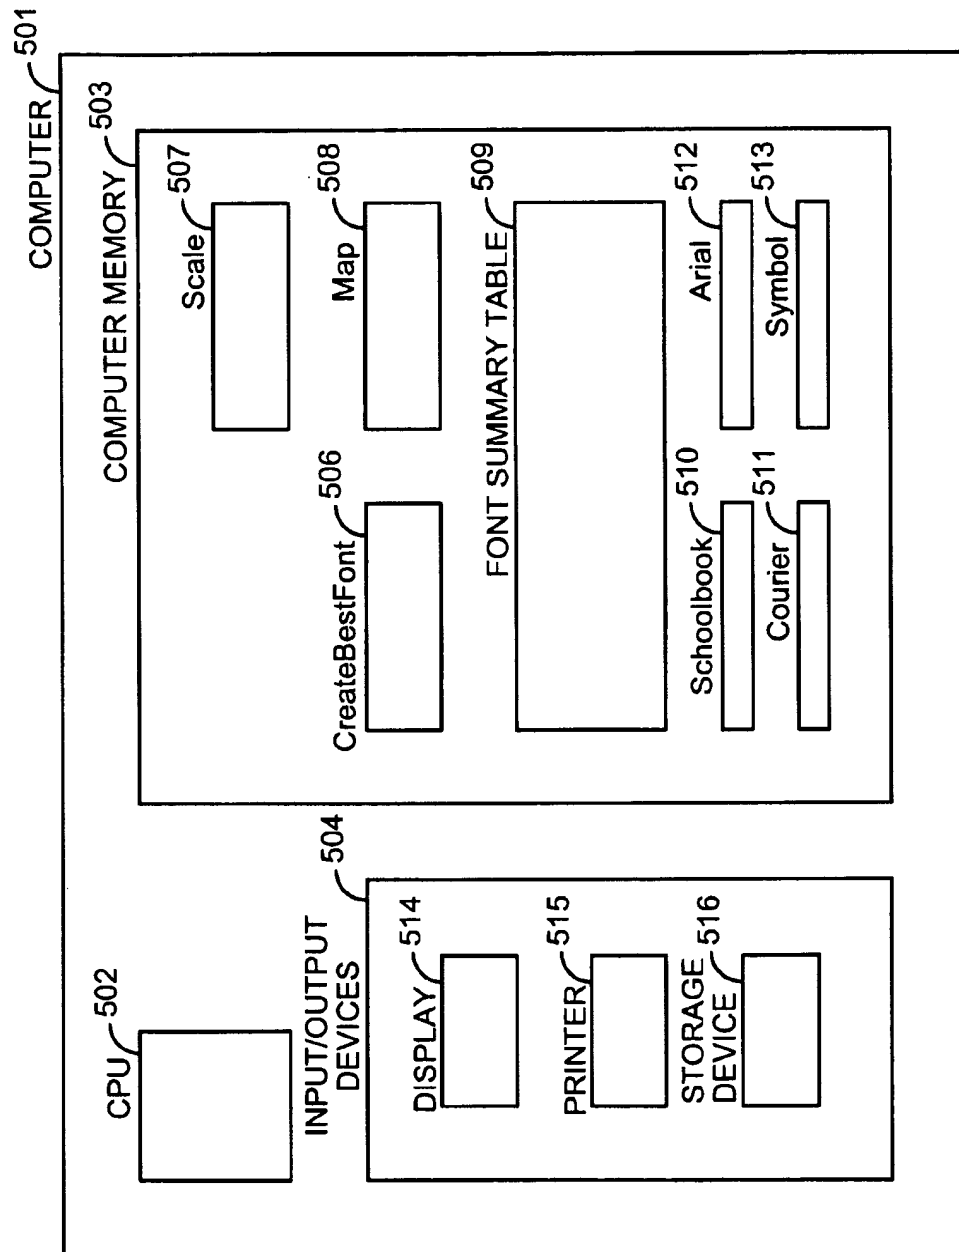 COMPUTER
501
CPU
502
COMPUTER MEMORY
503
Scale
507
CreateBestFont
506
Map
508
FONT SUMMARY TABLE
509
Schoolbook
510
Arial
512
Courier
511
Symbol
513
INPUT/OUTPUT
DEVICES
504
DISPLAY
514
PRINTER
515
STORAGE
DEVICE
516